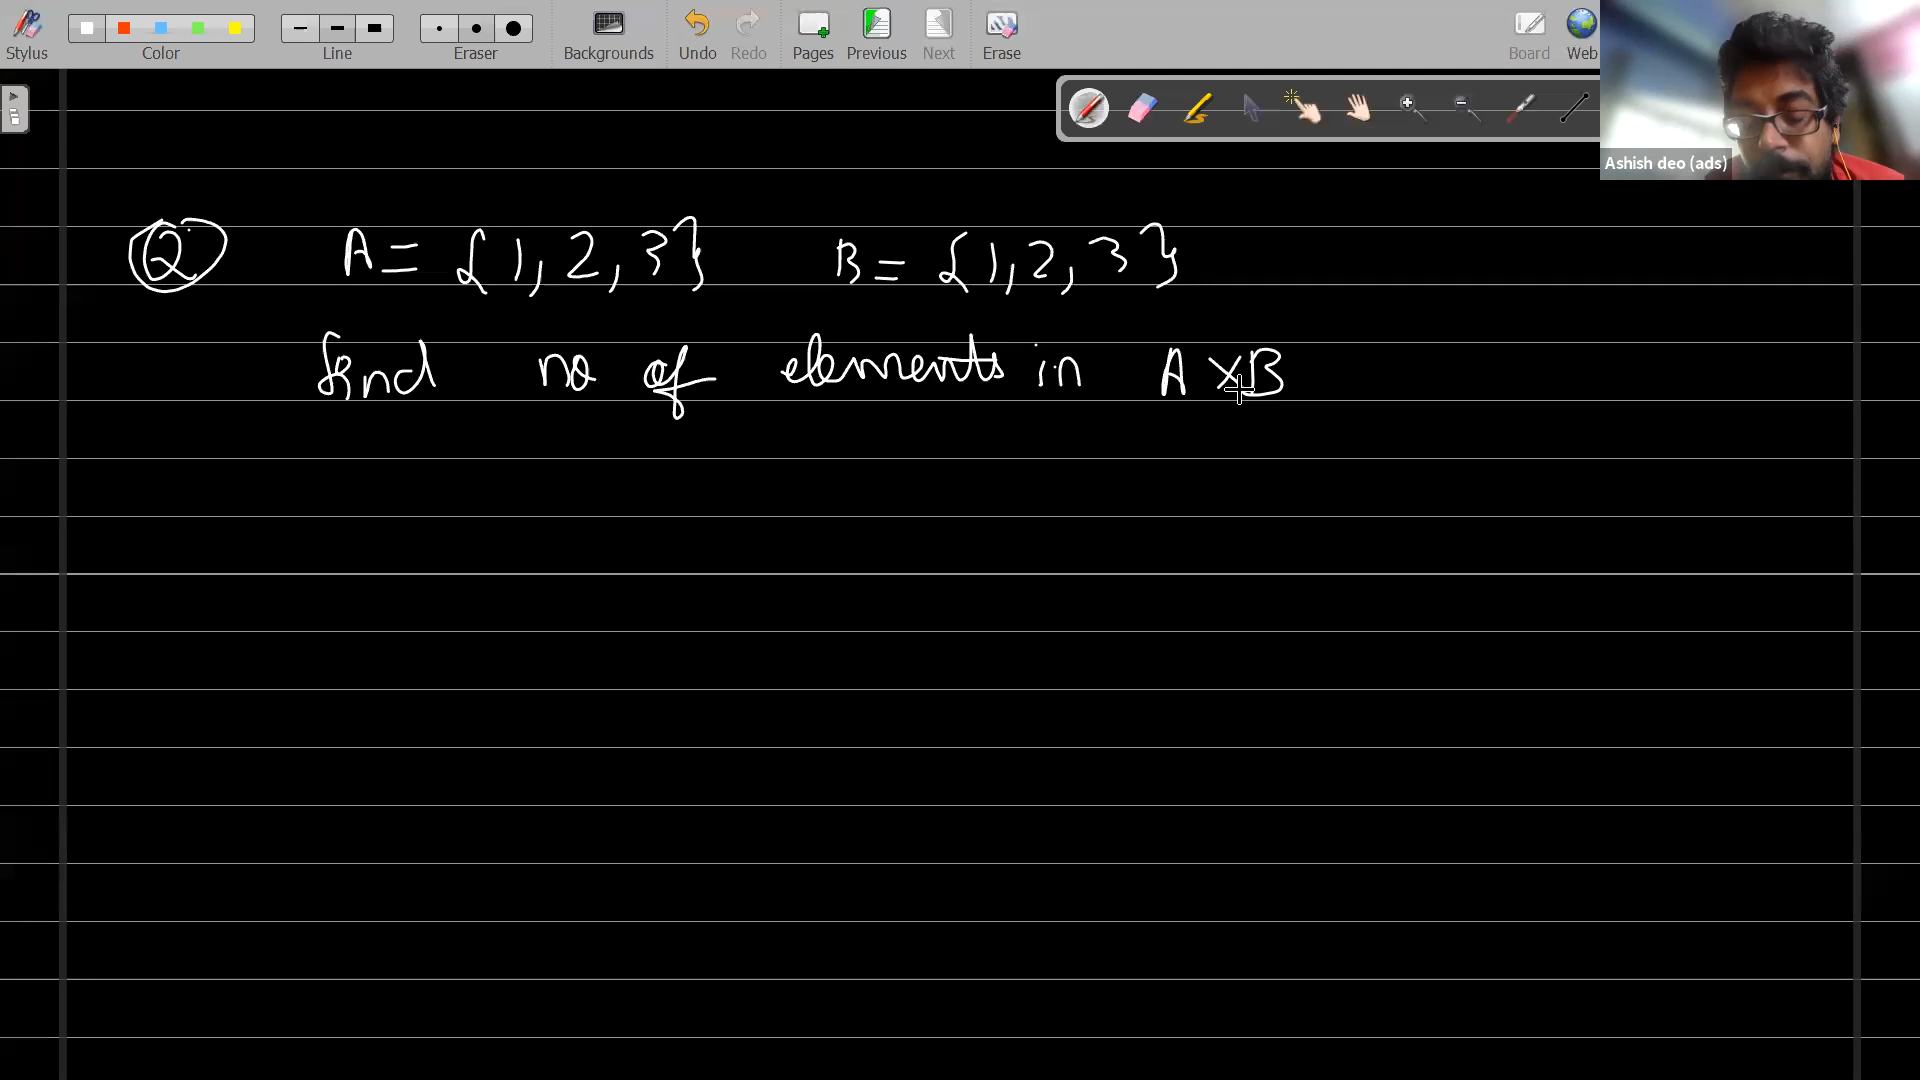 Stylus Color Line Eraser Backgrounds Undo Redo Pages Previous Next Erase Board Web
Ashish deo (ads)
Q A = {1, 2, 3} B = {1, 2, 3}
find no of elements in A × B